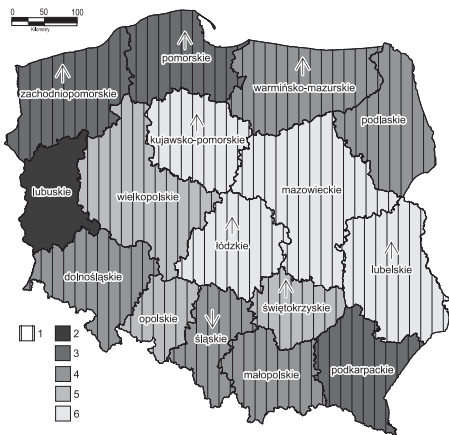 0 50 100
Kilometry
pomorskie
zachodniopomorskie
warmińsko-mazurskie
podlaskie
kujawsko-pomorskie
lubuskie
wielkopolskie
mazowieckie
łódzkie
lubelskie
dolnośląskie
opolskie
śląskie
świętokrzyskie
małopolskie
podkarpackie
1
2
3
4
5
6